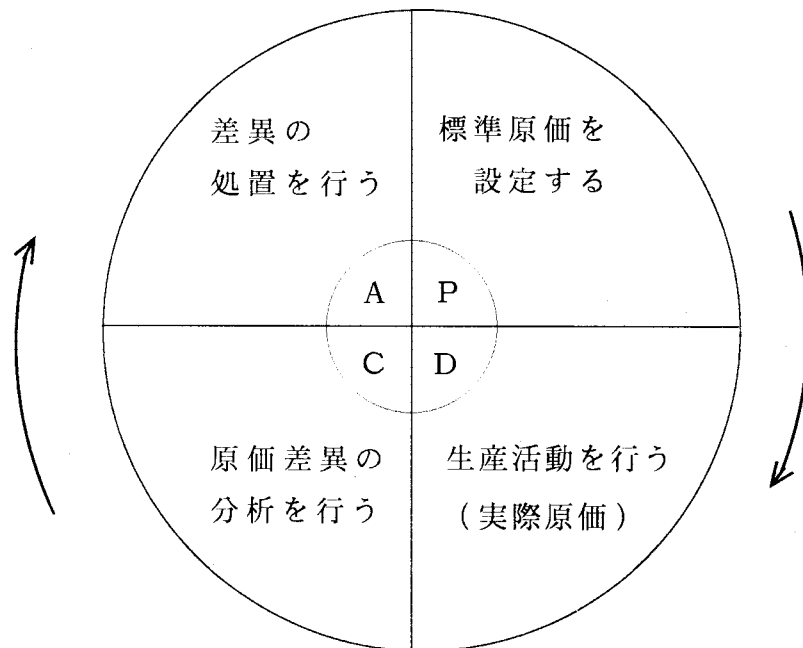 差異の
処置を行う
標準原価を
設定する
A
P
C
D
原価差異の
分析を行う
生産活動を行う
（実際原価）